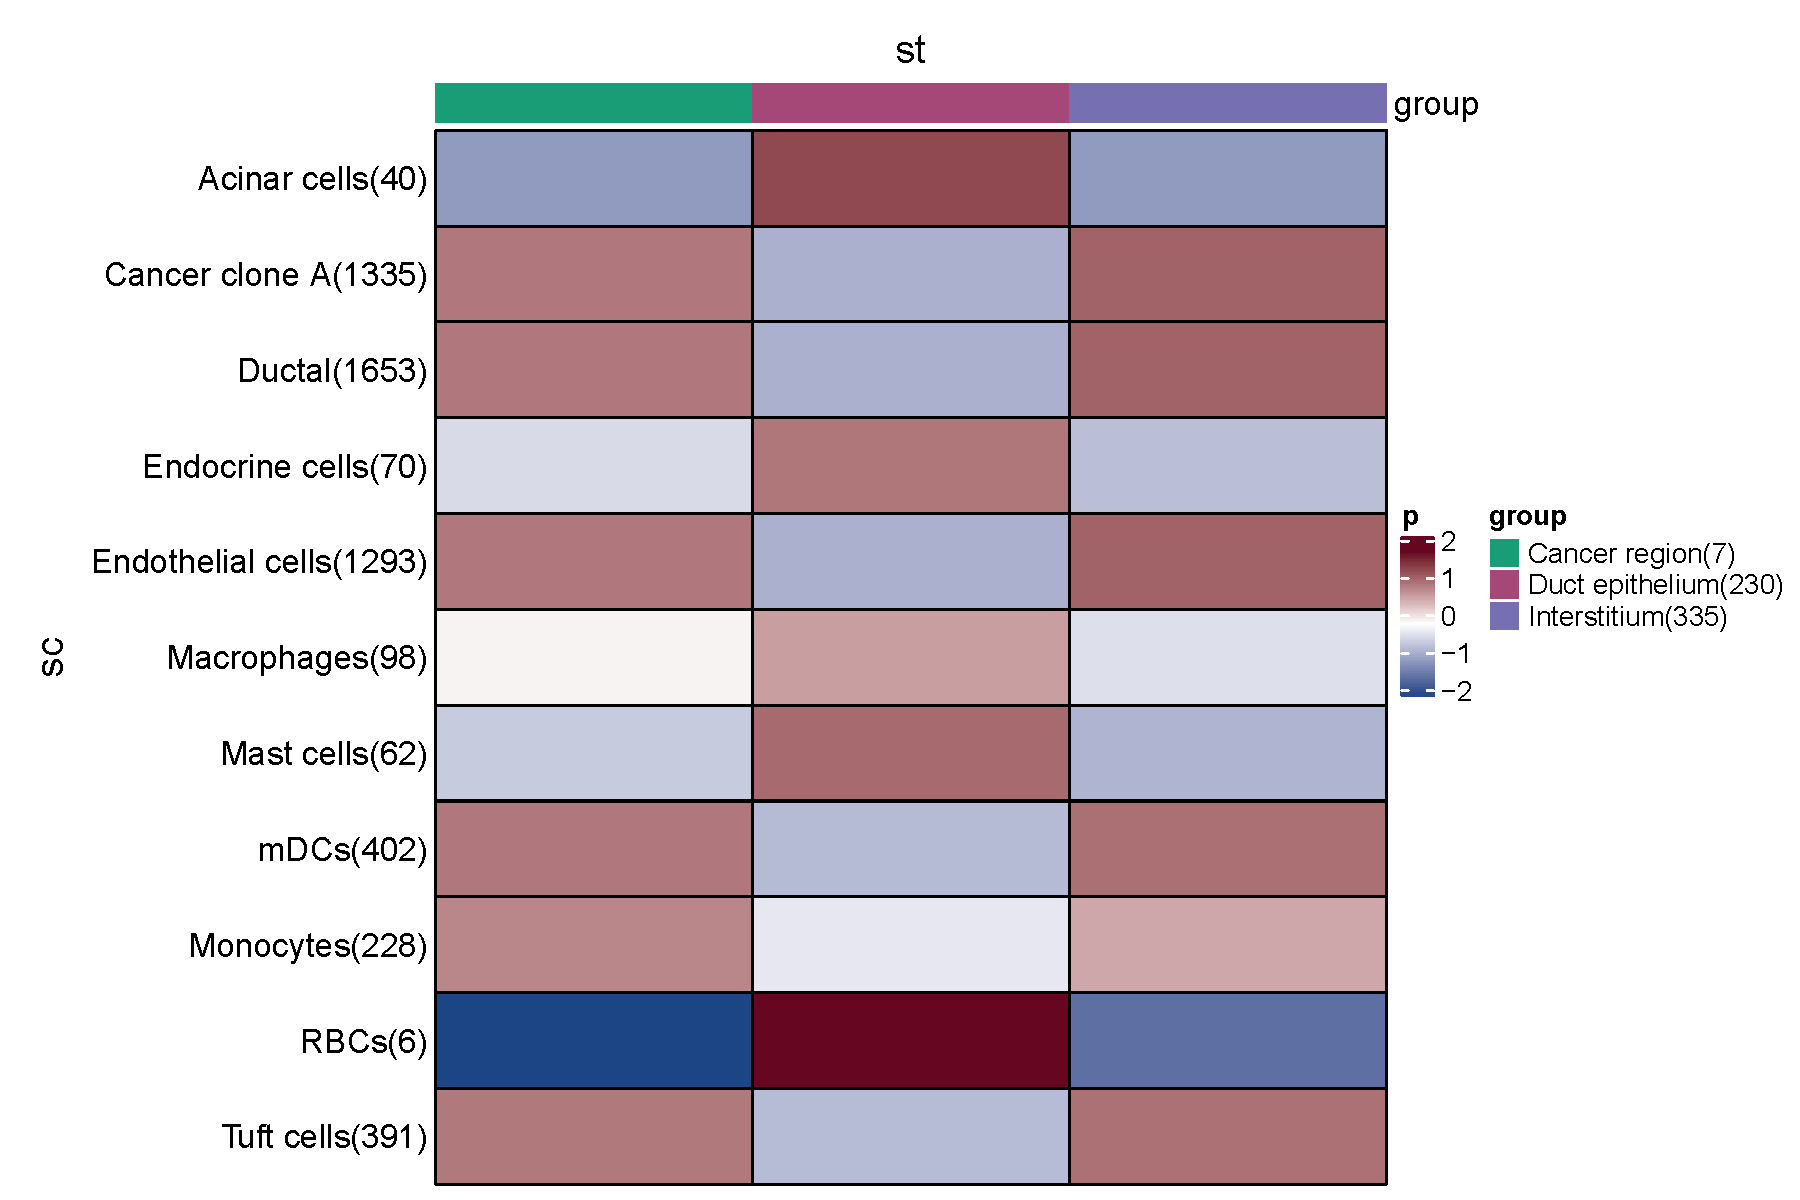 st
group
Acinar cells(40)
Cancer clone A(1335)
Ductal(1653)
Endocrine cells(70)
Endothelial cells(1293)
Macrophages(98)
Mast cells(62)
mDCs(402)
Monocytes(228)
RBCs(6)
Tuft cells(391)
sc
p
2
1
0
−1
−2
group
Cancer region(7)
Duct epithelium(230)
Interstitium(335)